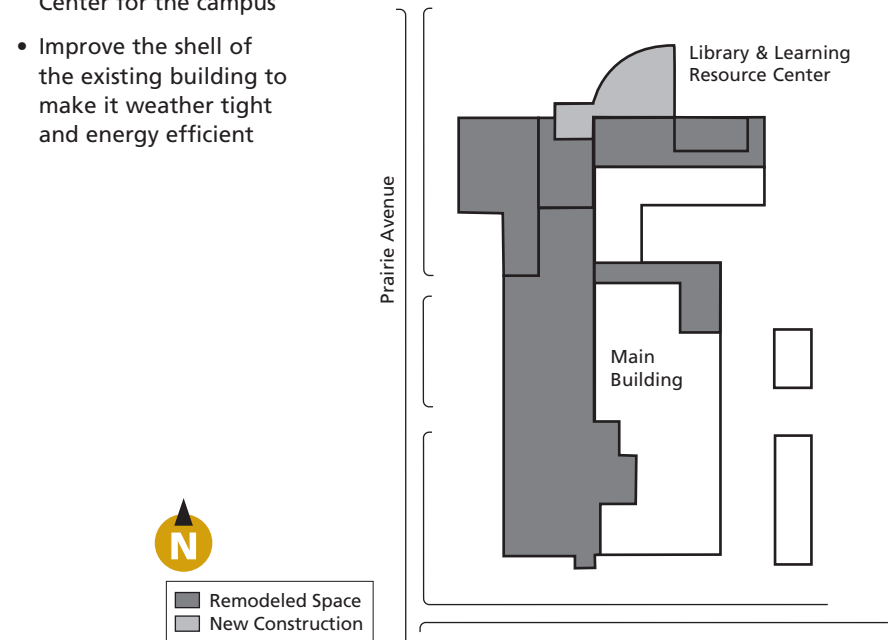 Center for the campus
• Improve the shell of
the existing building to
make it weather tight
and energy efficient
Library & Learning
Resource Center
Prairie Avenue
Main
Building
N
Remodeled Space
New Construction